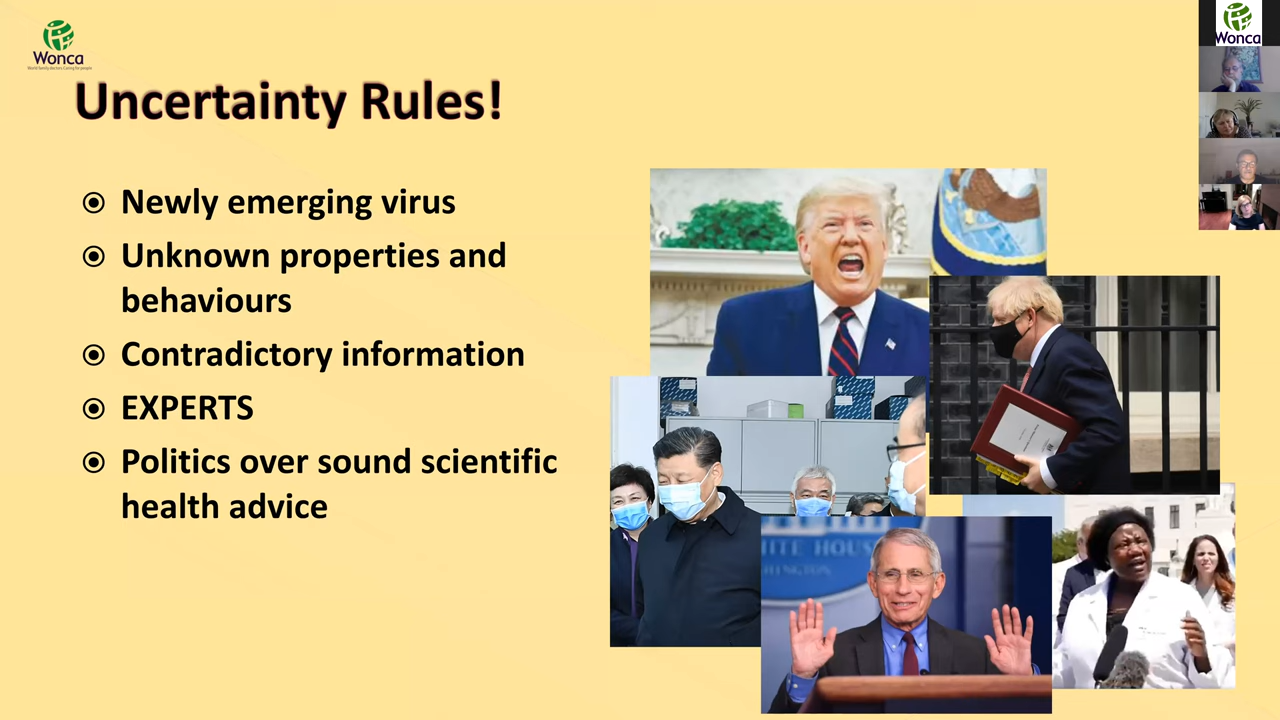 Wonca
World family doctors. Caring for people
Wonca
Uncertainty Rules!
Newly emerging virus
Unknown properties and
behaviours
Contradictory information
EXPERTS
Politics over sound scientific
health advice
ITE HOUS
HINGTON